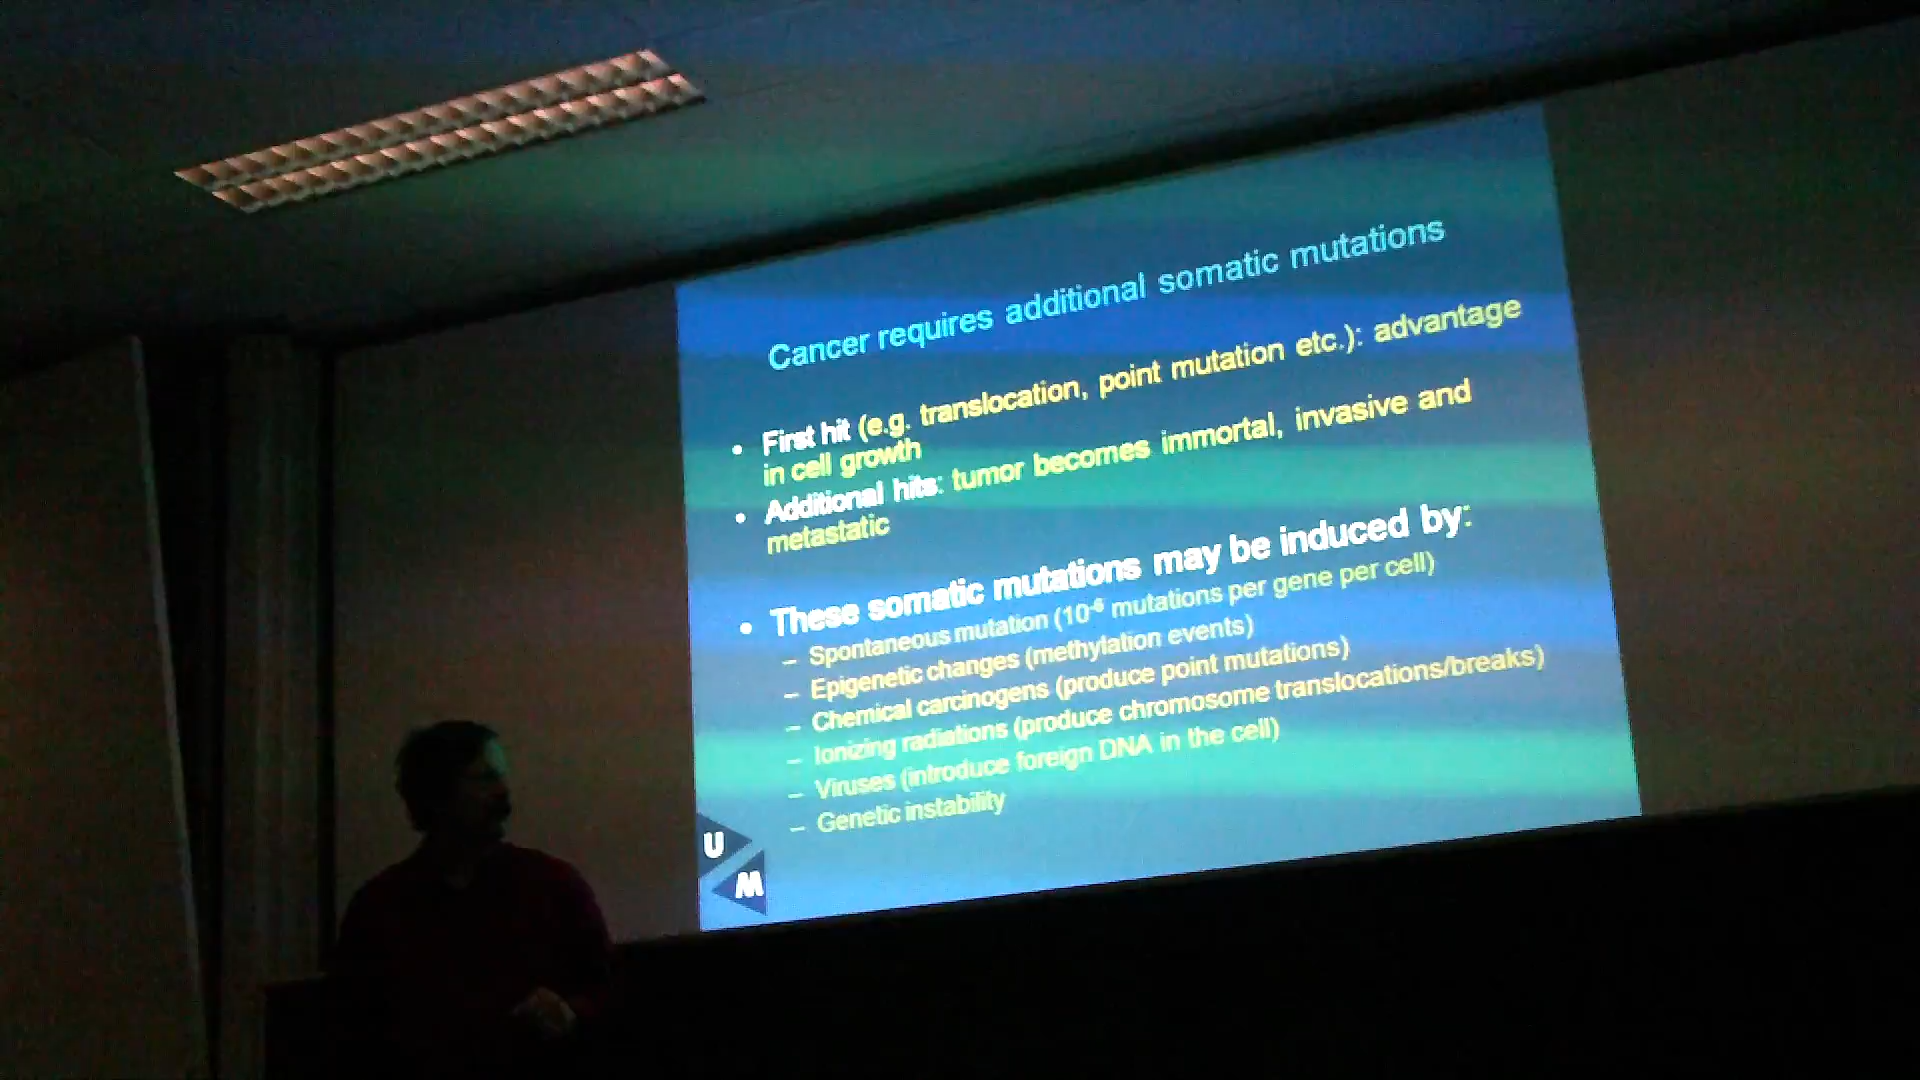 Cancer requires additional somatic mutations
• First hit (e.g. translocation, point mutation etc.): advantage
in cell growth
• Additional hits: tumor becomes immortal, invasive and
metastatic
• These somatic mutations may be induced by:
– Spontaneous mutation (10⁻⁶ mutations per gene per cell)
– Epigenetic changes (methylation events)
– Chemical carcinogens (produce point mutations)
– Ionizing radiations (produce chromosome translocations/breaks)
– Viruses (introduce foreign DNA in the cell)
– Genetic instability
U
M